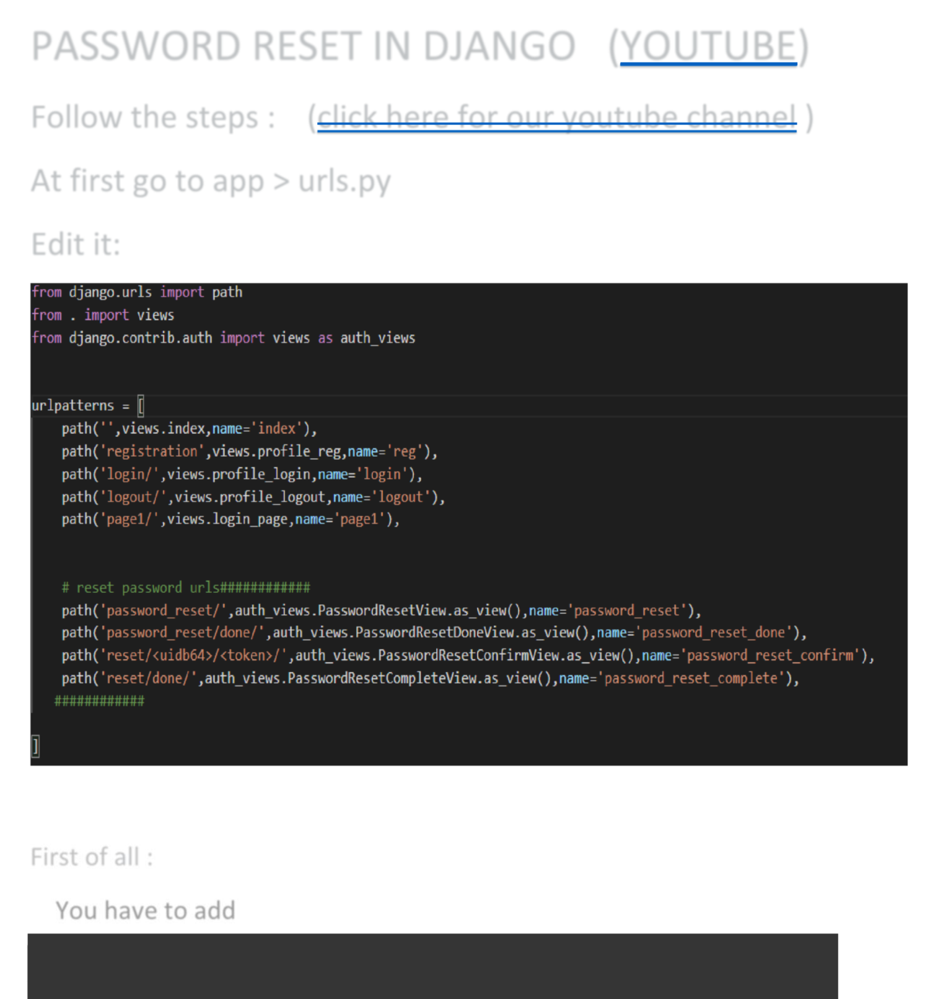 PASSWORD RESET IN DJANGO (YOUTUBE)
Follow the steps : (click here for our youtube channel )
At first go to app > urls.py
Edit it:
from django.urls import path
from . import views
from django.contrib.auth import views as auth_views
urlpatterns = [
path('',views.index,name='index'),
path('registration',views.profile_reg,name='reg'),
path('login/',views.profile_login,name='login'),
path('logout/',views.profile_logout,name='logout'),
path('page1/',views.login_page,name='page1'),
# reset password urls############
path('password_reset/',auth_views.PasswordResetView.as_view(),name='password_reset'),
path('password_reset/done/',auth_views.PasswordResetDoneView.as_view(),name='password_reset_done'),
path('reset/<uidb64>/<token>/',auth_views.PasswordResetConfirmView.as_view(),name='password_reset_confirm'),
path('reset/done/',auth_views.PasswordResetCompleteView.as_view(),name='password_reset_complete'),
############
]
First of all :
You have to add